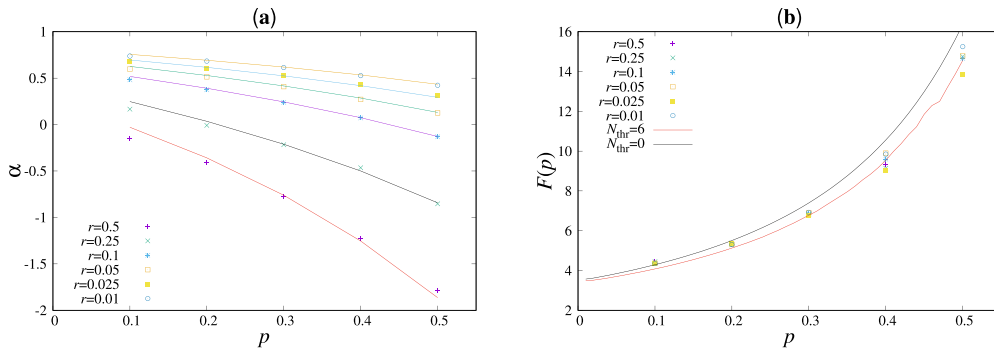 (a)
α
1
0.5
0
-0.5
-1
-1.5
-2
r=0.5
r=0.25
r=0.1
r=0.05
r=0.025
r=0.01
0 0.1 0.2 0.3 0.4 0.5
p
(b)
F(p)
16
14
12
10
8
6
4
2
r=0.5
r=0.25
r=0.1
r=0.05
r=0.025
r=0.01
Nthr=6
Nthr=0
0 0.1 0.2 0.3 0.4 0.5
p